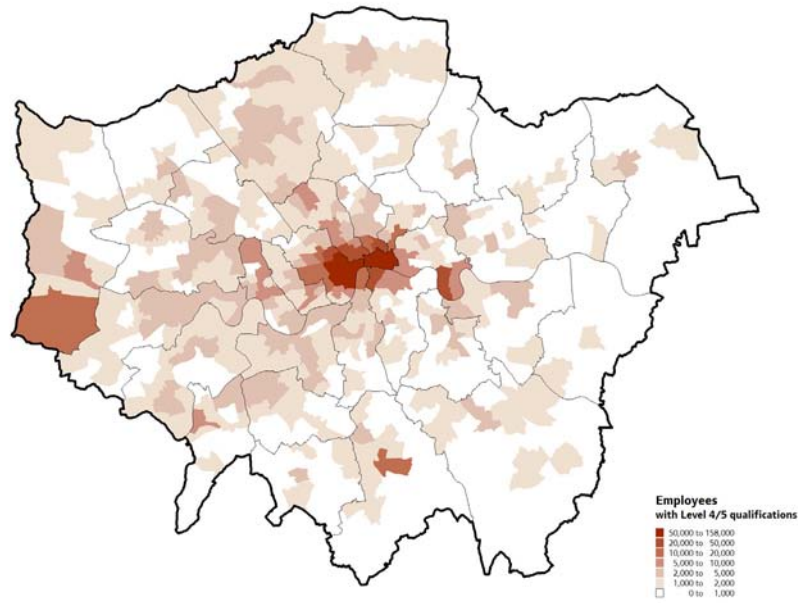 Employees
with Level 4/5 qualifications
50,000 to 158,000
20,000 to 50,000
10,000 to 20,000
5,000 to 10,000
2,000 to 5,000
1,000 to 2,000
0 to 1,000